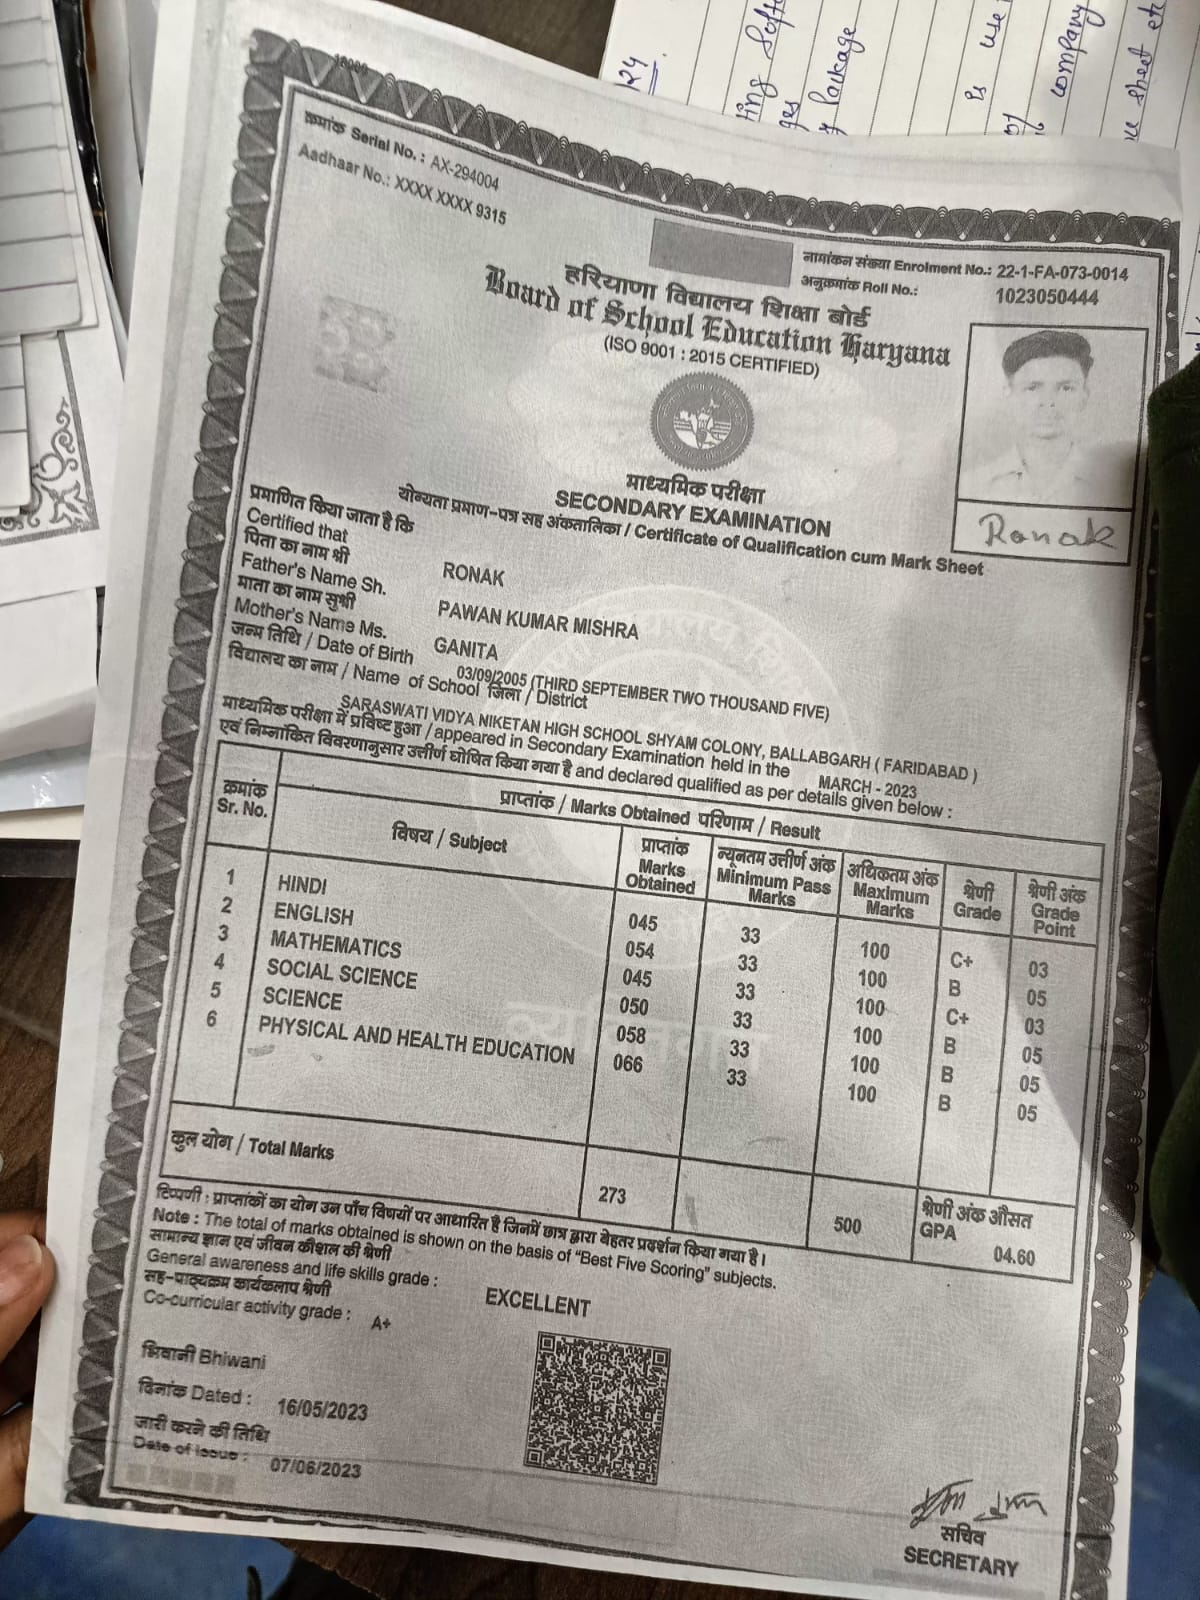 क्रमांक Serial No. : AX-294004
Aadhaar No.: XXXX XXXX 9315
नामांकन संख्या Enrolment No.: 22-1-FA-073-0014
अनुक्रमांक Roll No.: 1023050444
हरियाणा विद्यालय शिक्षा बोर्ड
Board of School Education Haryana
(ISO 9001 : 2015 CERTIFIED)
Ronak
माध्यमिक परीक्षा
SECONDARY EXAMINATION
योग्यता प्रमाण-पत्र सह अंकतालिका / Certificate of Qualification cum Mark Sheet
प्रमाणित किया जाता है कि
Certified that RONAK
पिता का नाम श्री
Father's Name Sh. PAWAN KUMAR MISHRA
माता का नाम सुश्री
Mother's Name Ms. GANITA
जन्म तिथि / Date of Birth 03/09/2005 (THIRD SEPTEMBER TWO THOUSAND FIVE)
विद्यालय का नाम / Name of School जिला / District
SARASWATI VIDYA NIKETAN HIGH SCHOOL SHYAM COLONY, BALLABGARH ( FARIDABAD )
माध्यमिक परीक्षा में प्रविष्ट हुआ / appeared in Secondary Examination held in the MARCH - 2023
एवं निम्नांकित विवरणानुसार उत्तीर्ण घोषित किया गया है and declared qualified as per details given below :
प्राप्तांक / Marks Obtained परिणाम / Result
क्रमांक विषय / Subject प्राप्तांक न्यूनतम उत्तीर्ण अंक अधिकतम अंक श्रेणी श्रेणी अंक
Sr. No. Marks Obtained Minimum Pass Marks Maximum Marks Grade Grade Point
1 HINDI 045 33 100 C+ 03
2 ENGLISH 054 33 100 B 05
3 MATHEMATICS 045 33 100 C+ 03
4 SOCIAL SCIENCE 050 33 100 B 05
5 SCIENCE 058 33 100 B 05
6 PHYSICAL AND HEALTH EDUCATION 066 33 100 B 05
कुल योग / Total Marks 273 500 श्रेणी अंक औसत
GPA 04.60
टिप्पणी : प्राप्तांकों का योग उन पाँच विषयों पर आधारित है जिनमें छात्र द्वारा बेहतर प्रदर्शन किया गया है।
Note : The total of marks obtained is shown on the basis of "Best Five Scoring" subjects.
सामान्य ज्ञान एवं जीवन कौशल की श्रेणी
General awareness and life skills grade : EXCELLENT
सह-पाठ्यक्रम कार्यकलाप श्रेणी
Co-curricular activity grade : A+
भिवानी Bhiwani
दिनांक Dated : 16/05/2023
जारी करने की तिथि
Date of Issue : 07/06/2023
सचिव
SECRETARY
Package
is use
company
sheet etc